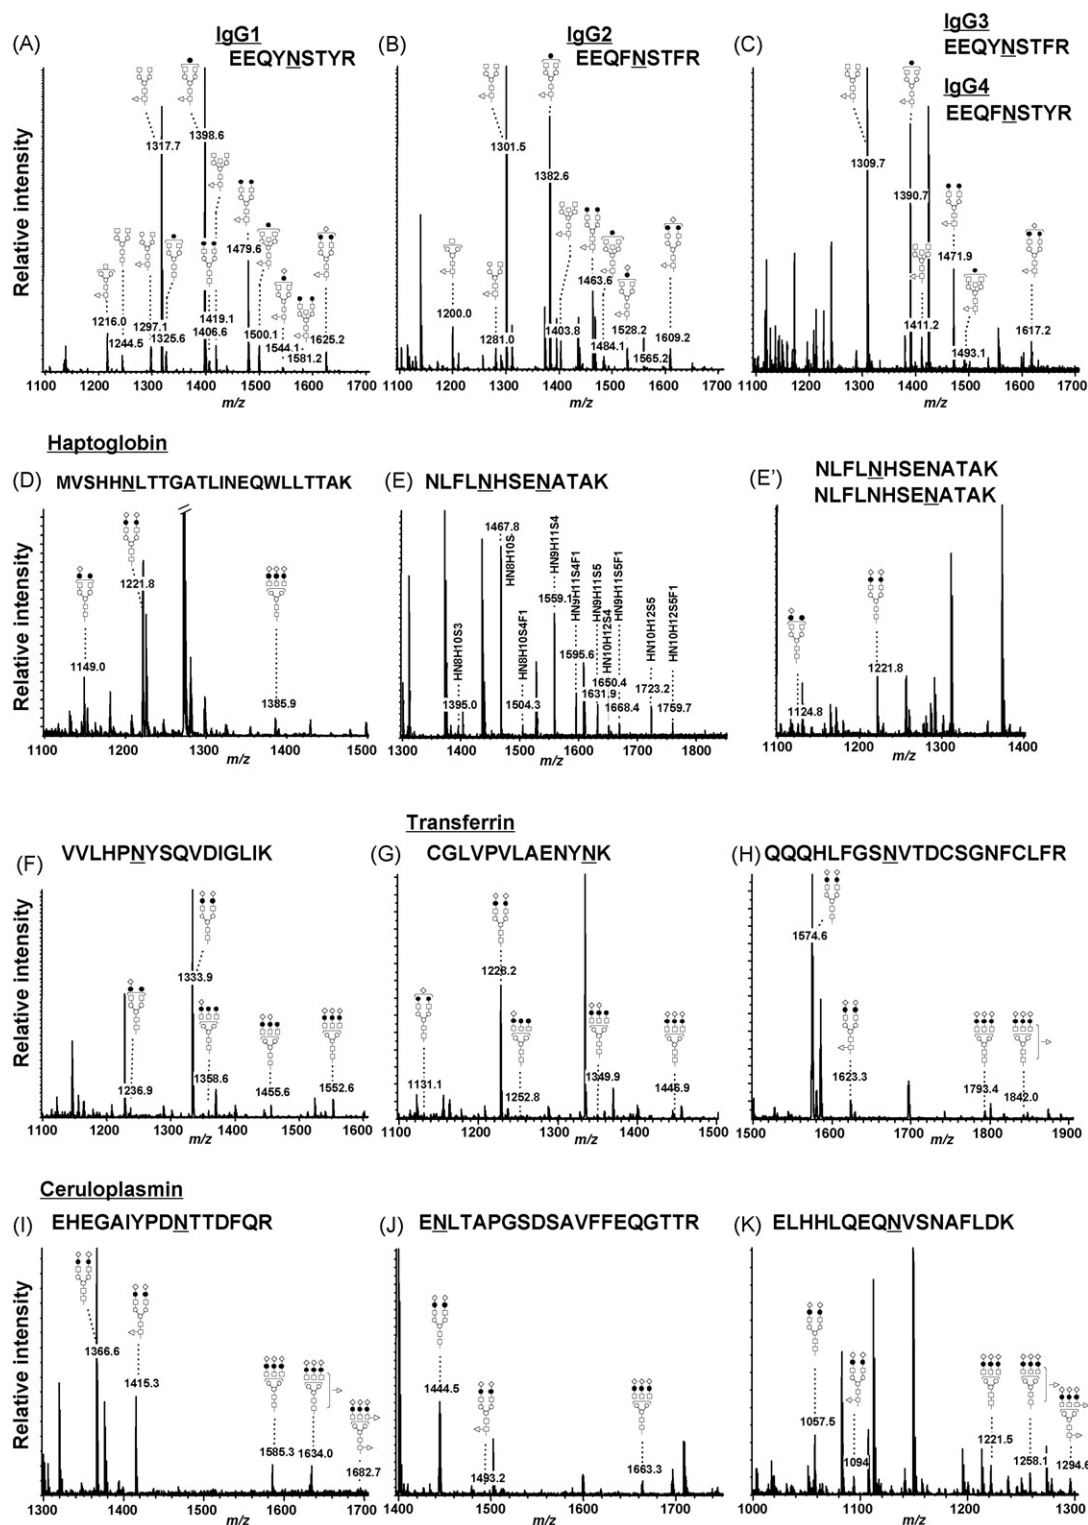 (A)
IgG1
EEQYNSTYR
Relative intensity
1398.6
1317.7
1479.6
1216.0
1244.5
1297.1
1325.6
1406.6
1419.1
1500.1
1544.1
1581.2
1625.2
1100 1200 1300 1400 1500 1600 1700
m/z
(B)
IgG2
EEQFNSTFR
1301.5
1382.6
1463.6
1200.0
1281.0
1403.8
1484.1
1528.2
1565.2
1609.2
1100 1200 1300 1400 1500 1600 1700
m/z
(C)
IgG3
EEQYNSTFR
IgG4
EEQFNSTYR
1309.7
1390.7
1471.9
1411.2
1493.1
1617.2
1100 1200 1300 1400 1500 1600 1700
m/z
Haptoglobin
(D)
MVSHHNLTTGATLINEQWLLTTAK
1221.8
1149.0
1385.9
1100 1200 1300 1400 1500
m/z
(E)
NLFLNHSENATAK
1467.8
HN8H10S
HN9H11S4
1559.1
HN8H10S3
1395.0
HN8H10S4F1
1504.3
HN9H11S4F1
1595.6
HN9H11S5
1631.9
HN10H12S4
1650.4
HN9H11S5F1
1668.4
HN10H12S5
1723.2
HN10H12S5F1
1759.7
1300 1400 1500 1600 1700 1800
m/z
(E’)
NLFLNHSENATAK
NLFLNHSENATAK
1221.8
1124.8
1100 1200 1300 1400
m/z
Transferrin
(F)
VVLHPNYSQVDIGLIK
Relative intensity
1333.9
1236.9
1358.6
1455.6
1552.6
1100 1200 1300 1400 1500 1600
m/z
(G)
CGLVPVLAENYNK
1228.2
1131.1
1252.8
1349.9
1446.9
1100 1200 1300 1400 1500
m/z
(H)
QQQHLFGSNVTDCSGNFCLFR
1574.6
1623.3
1793.4
1842.0
1500 1600 1700 1800 1900
m/z
Ceruloplasmin
(I)
EHEGAIYPDNTTDFQR
Relative intensity
1366.6
1415.3
1585.3
1634.0
1682.7
1300 1400 1500 1600 1700
m/z
(J)
ENLTAPGSDSAVFFEQGTTR
1444.5
1493.2
1663.3
1400 1500 1600 1700
m/z
(K)
ELHHLQEQNVSNAFLDK
1057.5
1094
1221.5
1258.1
1294.6
1000 1100 1200 1300
m/z